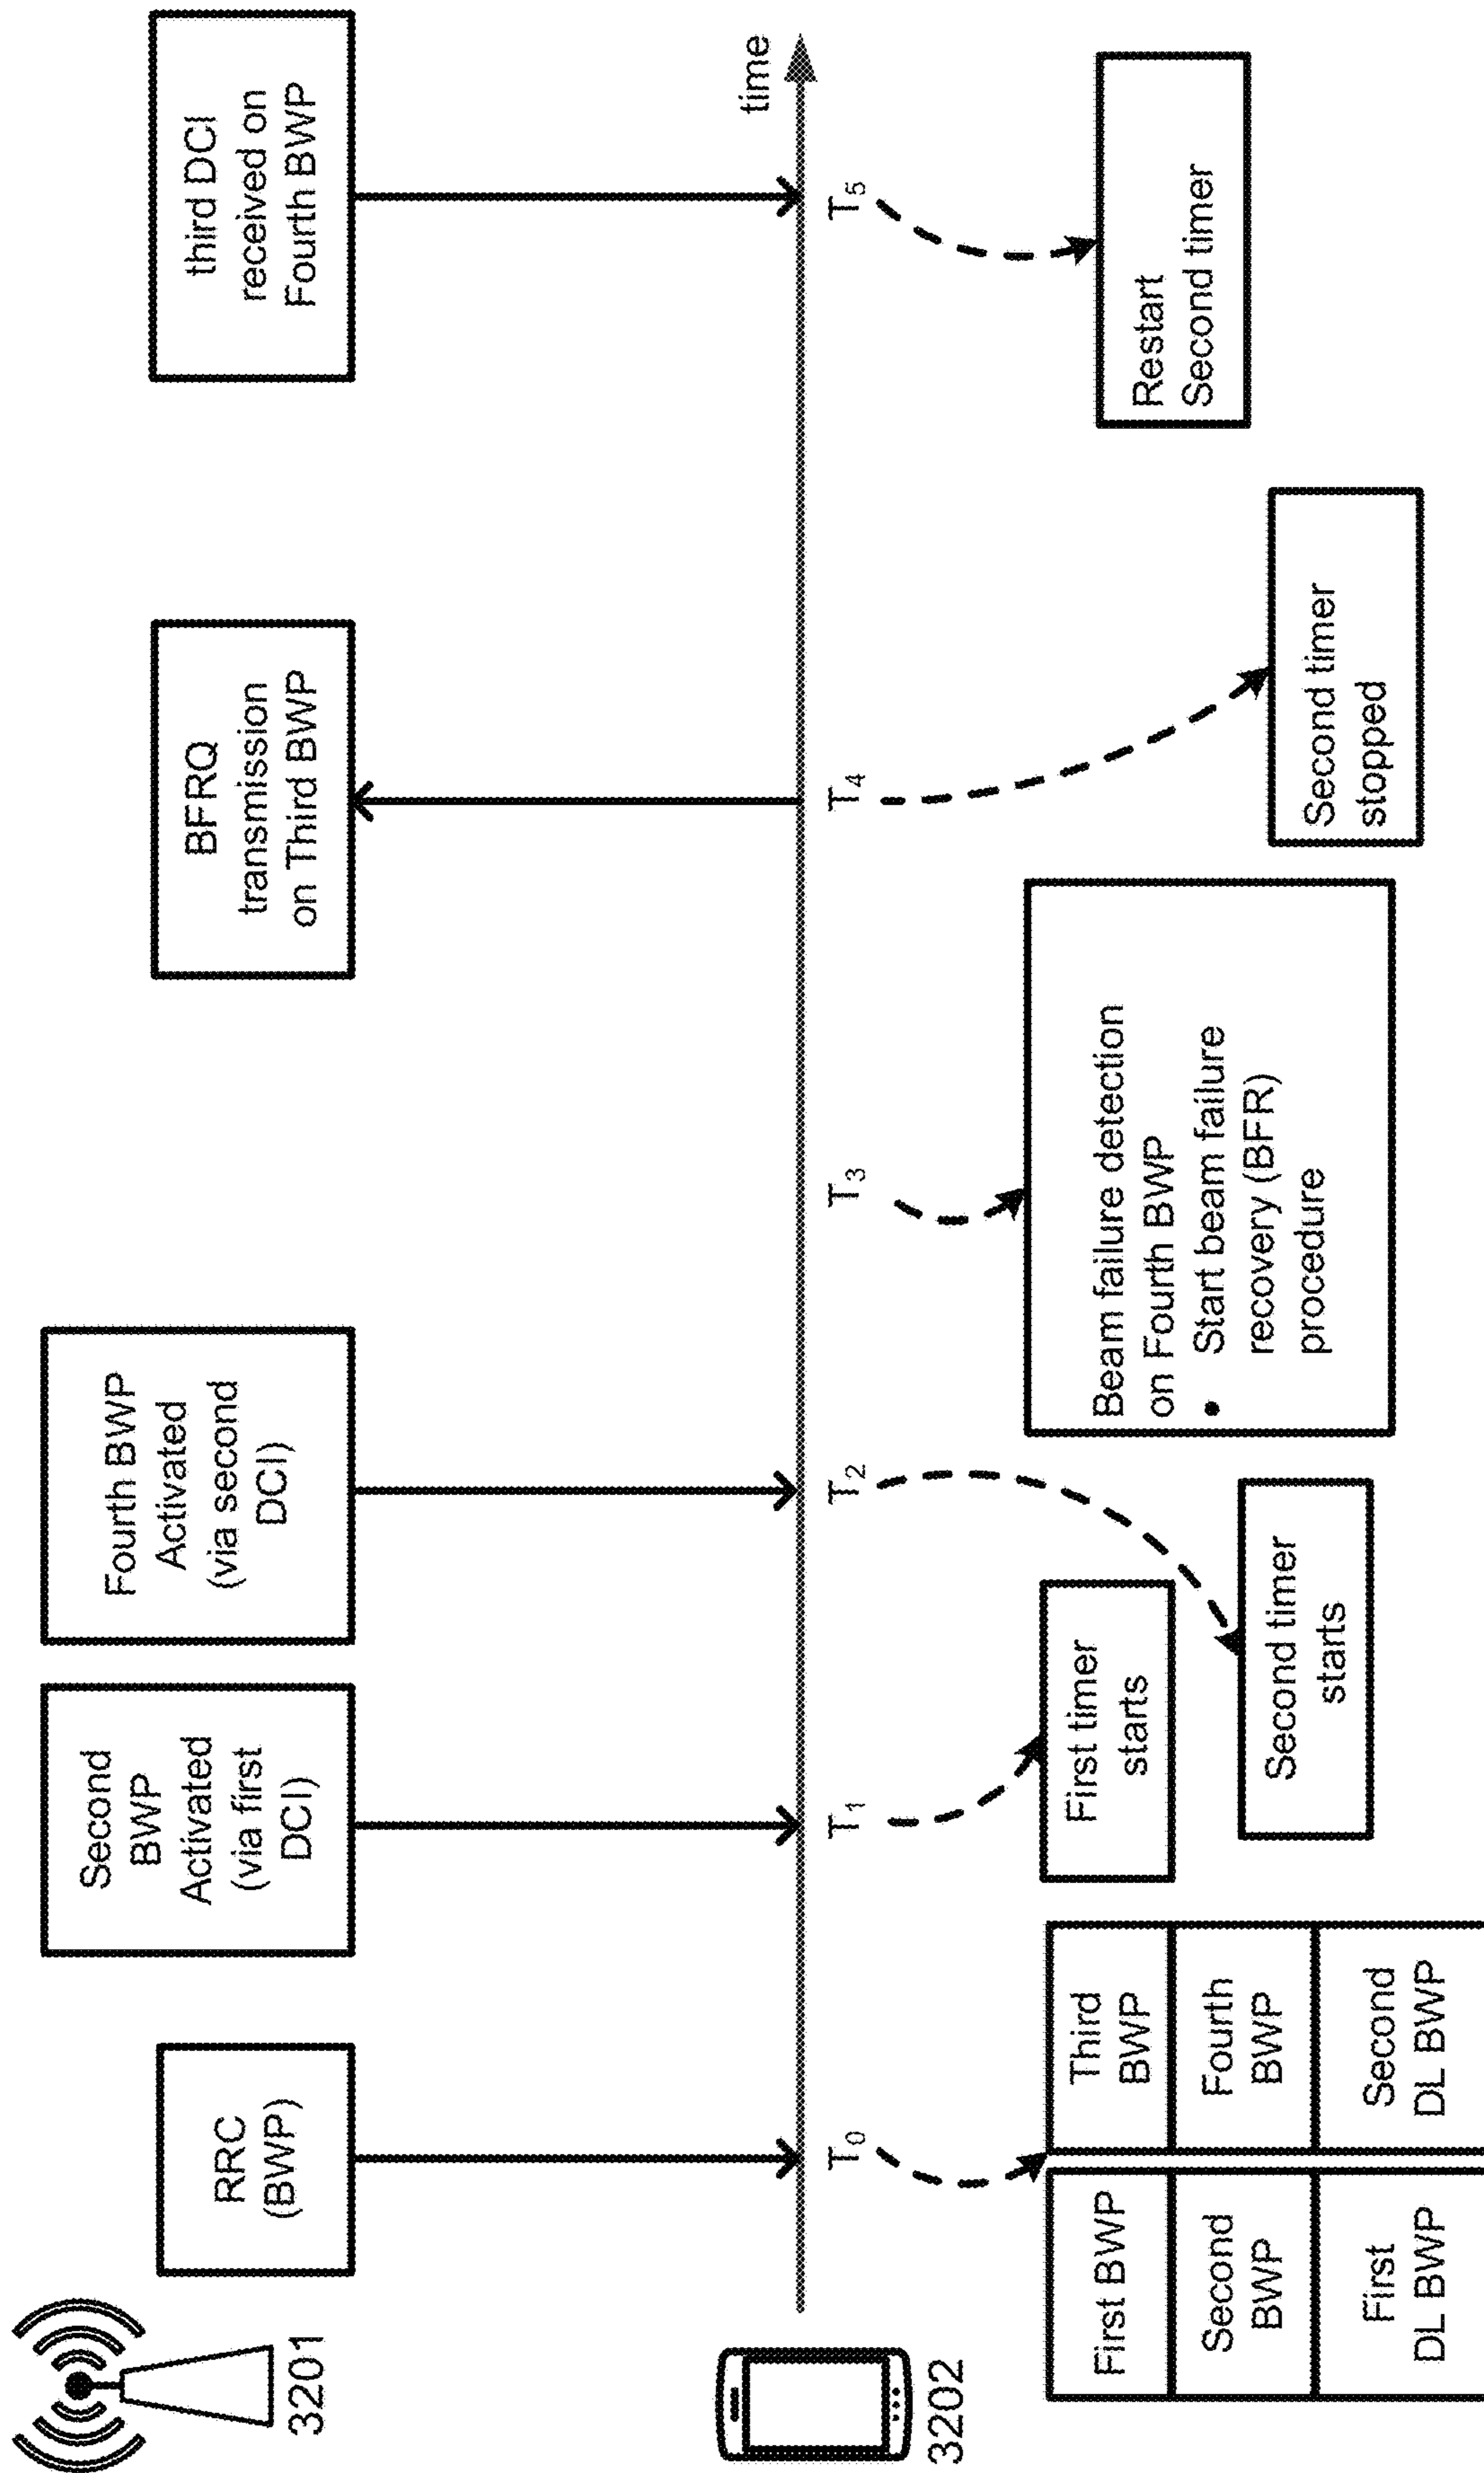 3201
RRC
(BWP)
Second
BWP
Activated
(via first
DCI)
Fourth BWP
Activated
(via second
DCI)
BFRQ
transmission
on Third BWP
third DCI
received on
Fourth BWP
time
3202
T0
T1
T2
T3
T4
T5
First BWP
Third
BWP
Second
BWP
Fourth
BWP
First
DL BWP
Second
DL BWP
First timer
starts
Second timer
starts
Beam failure detection
on Fourth BWP
• Start beam failure
recovery (BFR)
procedure
Second timer
stopped
Restart
Second timer